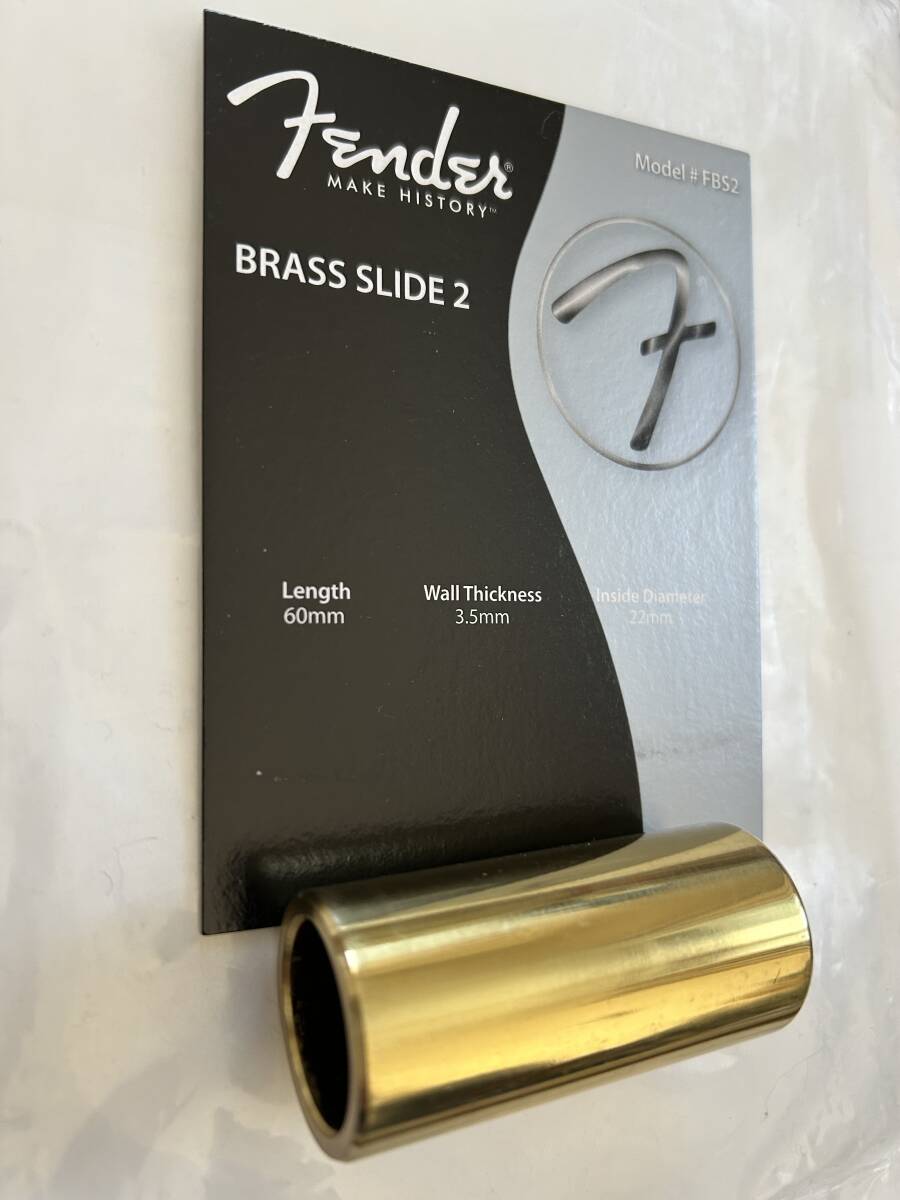 Fender®
MAKE HISTORY™
Model # FBS2
BRASS SLIDE 2
F
Length
60mm
Wall Thickness
3.5mm
Inside Diameter
22mm